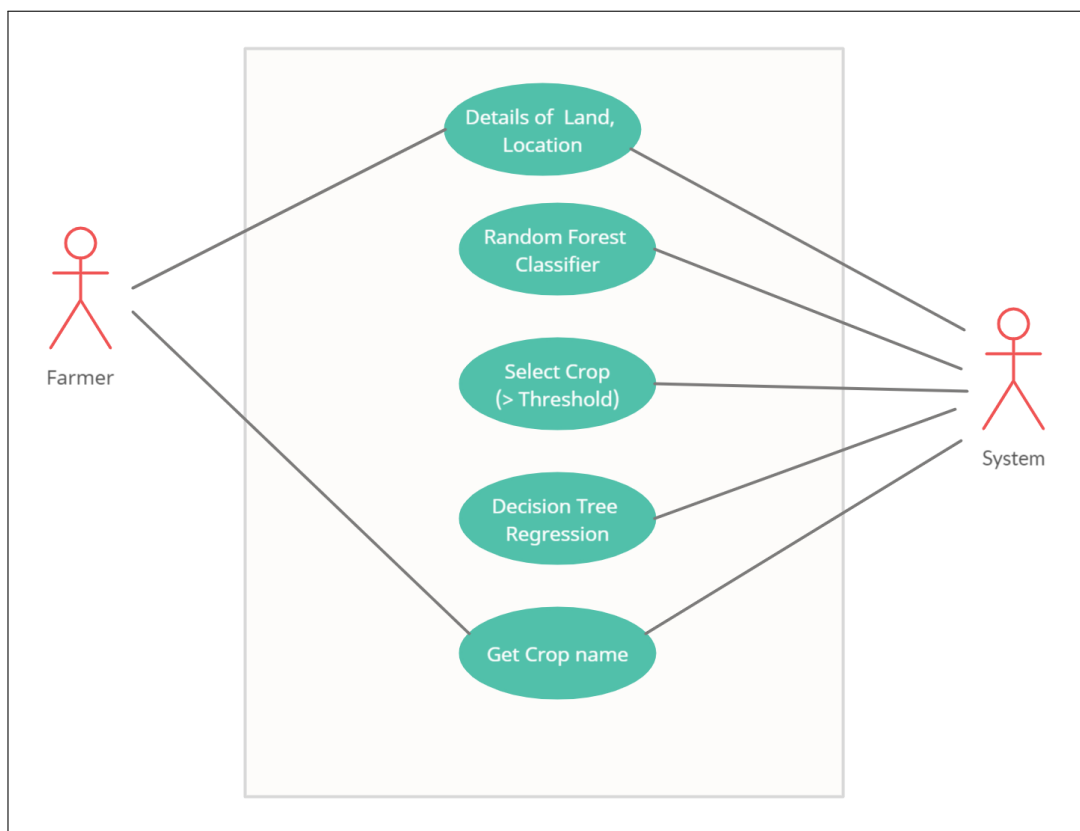 Details of Land,
Location
Random Forest
Classifier
Farmer
Select Crop
(> Threshold)
System
Decision Tree
Regression
Get Crop name